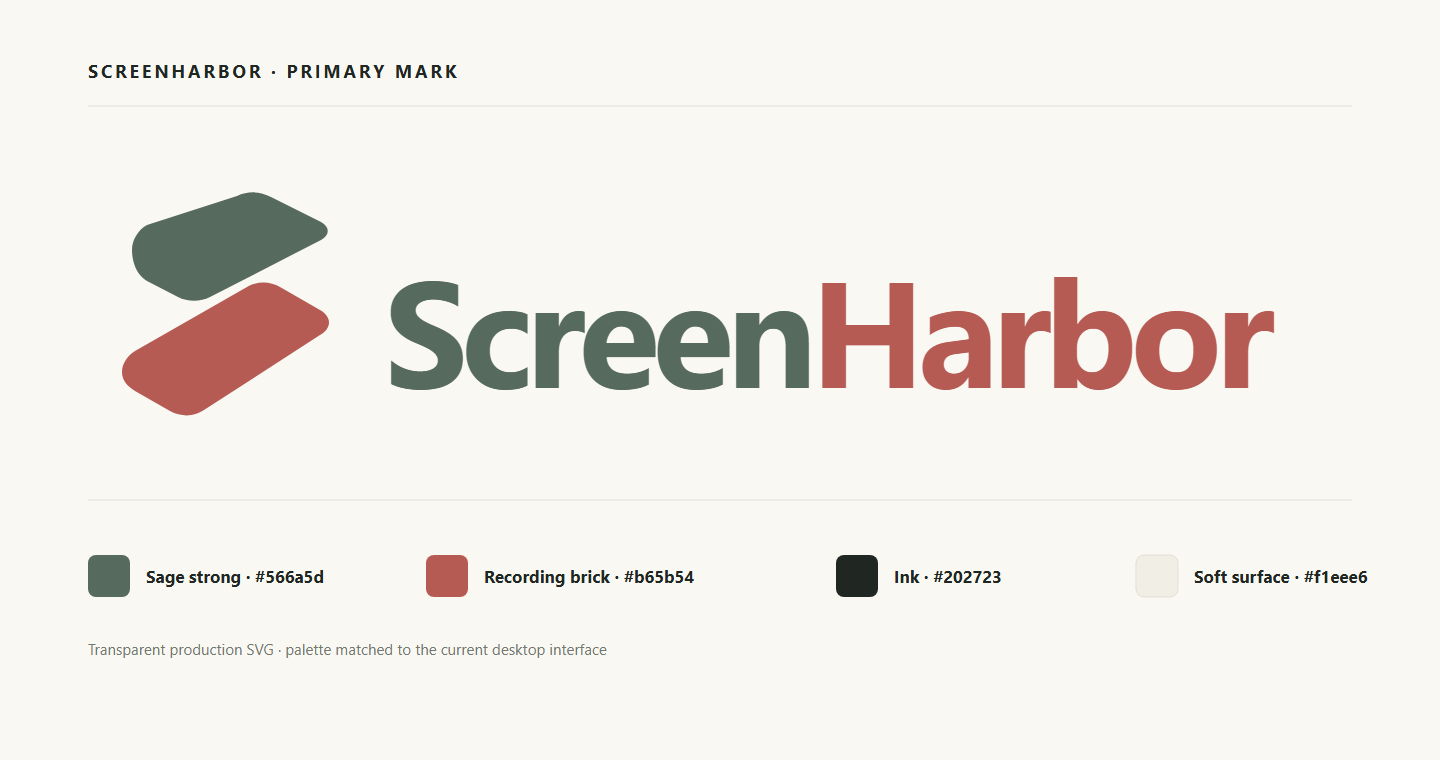 SCREENHARBOR · PRIMARY MARK
ScreenHarbor
Sage strong · #566a5d
Recording brick · #b65b54
Ink · #202723
Soft surface · #f1eee6
Transparent production SVG · palette matched to the current desktop interface